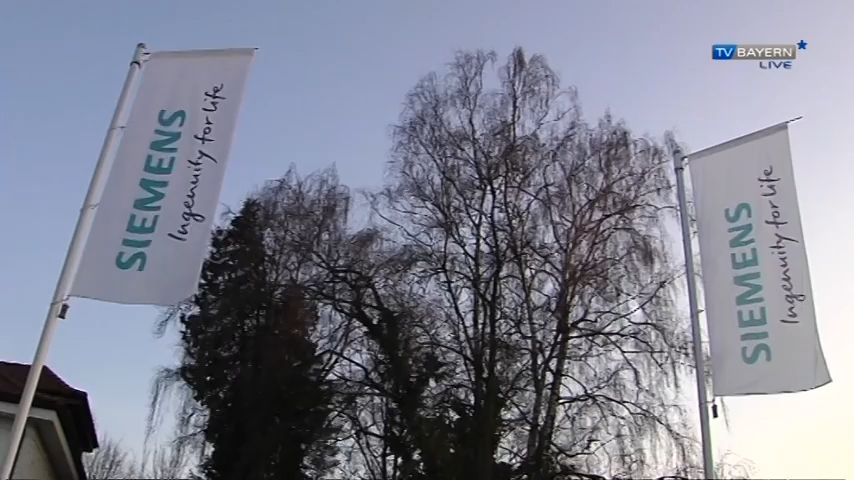 TV BAYERN
LIVE
SIEMENS
Ingenuity for life
SIEMENS
Ingenuity for life